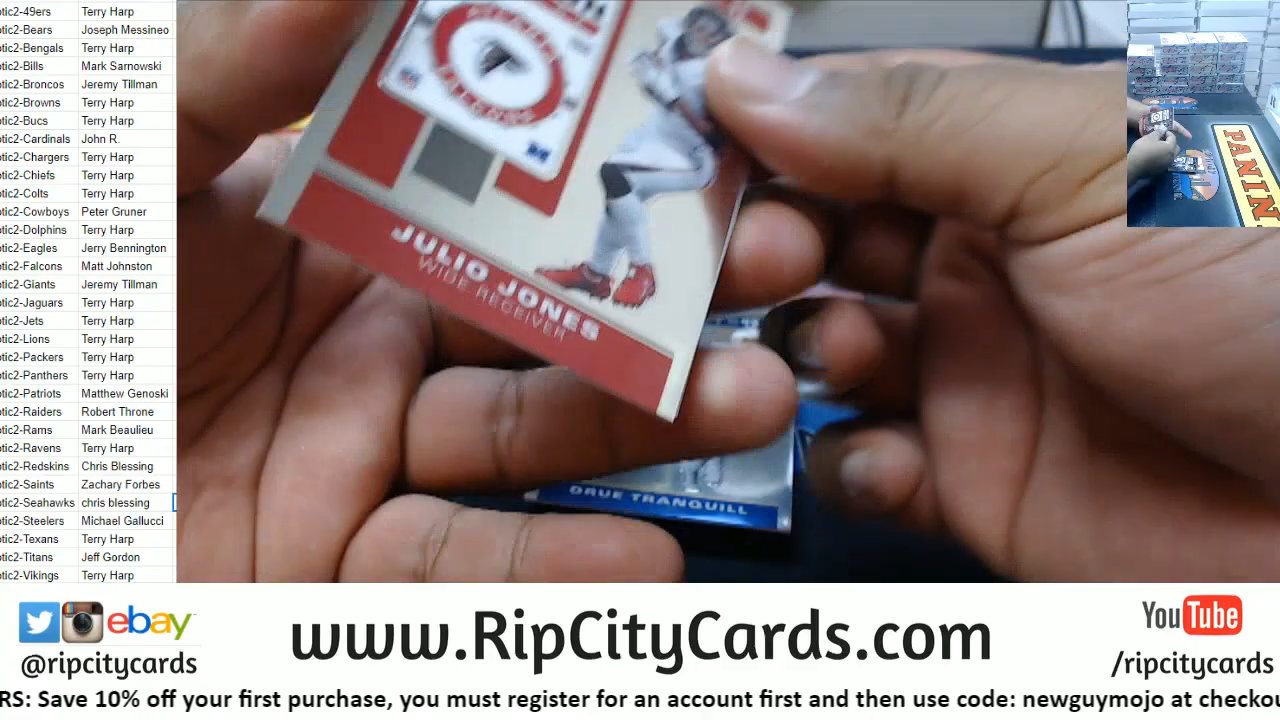 otic2-49ers Terry Harp
otic2-Bears Joseph Messineo
otic2-Bengals Terry Harp
otic2-Bills Mark Sarnowski
otic2-Broncos Jeremy Tillman
otic2-Browns Terry Harp
otic2-Bucs Terry Harp
otic2-Cardinals John R.
otic2-Chargers Terry Harp
otic2-Chiefs Terry Harp
otic2-Colts Terry Harp
otic2-Cowboys Peter Gruner
otic2-Dolphins Terry Harp
otic2-Eagles Jerry Bennington
otic2-Falcons Matt Johnston
otic2-Giants Jeremy Tillman
otic2-Jaguars Terry Harp
otic2-Jets Terry Harp
otic2-Lions Terry Harp
otic2-Packers Terry Harp
otic2-Panthers Terry Harp
otic2-Patriots Matthew Genoski
otic2-Raiders Robert Throne
otic2-Rams Mark Beaulieu
otic2-Ravens Terry Harp
otic2-Redskins Chris Blessing
otic2-Saints Zachary Forbes
otic2-Seahawks chris blessing
otic2-Steelers Michael Gallucci
otic2-Texans Terry Harp
otic2-Titans Jeff Gordon
otic2-Vikings Terry Harp
JULIO JONES
WIDE RECEIVER
DRUE TRANQUILL
PANIN
ebay
@ripcitycards
www.RipCityCards.com
YouTube
/ripcitycards
RS: Save 10% off your first purchase, you must register for an account first and then use code: newguymojo at checkou